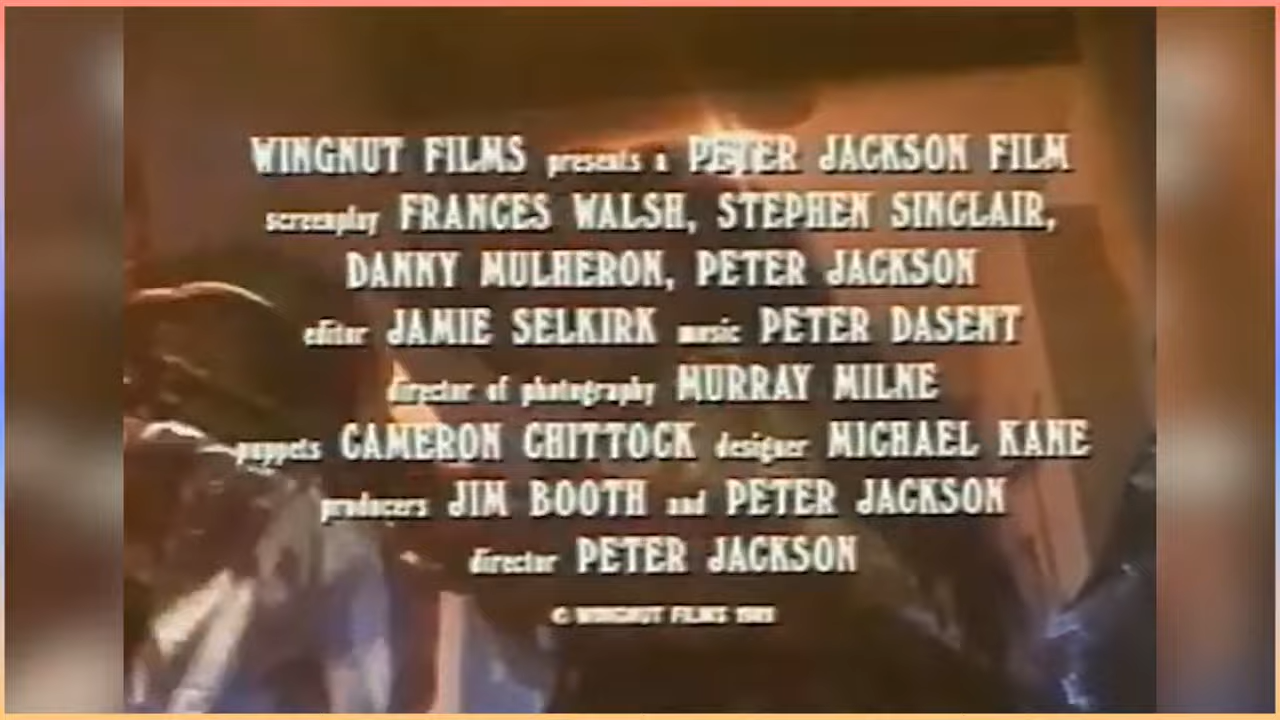 WINGNUT FILMS presents a PETER JACKSON FILM
screenplay FRANCES WALSH, STEPHEN SINCLAIR,
DANNY MULHERON, PETER JACKSON
editor JAMIE SELKIRK music PETER DASENT
director of photography MURRAY MILNE
puppets CAMERON CHITTOCK designer MICHAEL KANE
producers JIM BOOTH and PETER JACKSON
director PETER JACKSON
© WINGNUT FILMS